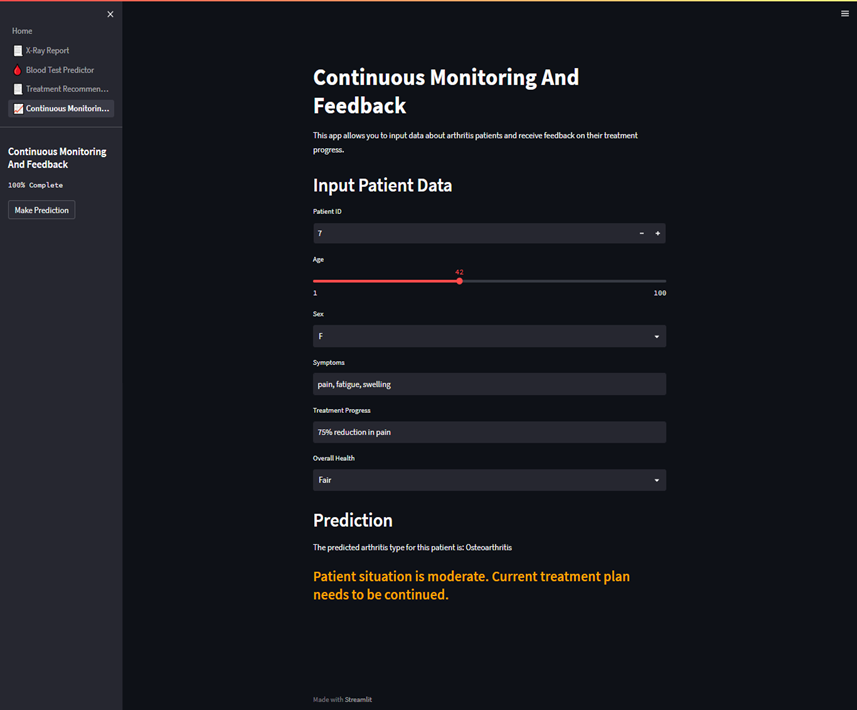 Home
X-Ray Report
Blood Test Predictor
Treatment Recommen...
Continuous Monitorin...
Continuous Monitoring
And Feedback
100% Complete
Make Prediction
Continuous Monitoring And
Feedback
This app allows you to input data about arthritis patients and receive feedback on their treatment
progress.
Input Patient Data
Patient ID
7
Age
42
1 100
Sex
F
Symptoms
pain, fatigue, swelling
Treatment Progress
75% reduction in pain
Overall Health
Fair
Prediction
The predicted arthritis type for this patient is: Osteoarthritis
Patient situation is moderate. Current treatment plan
needs to be continued.
Made with Streamlit